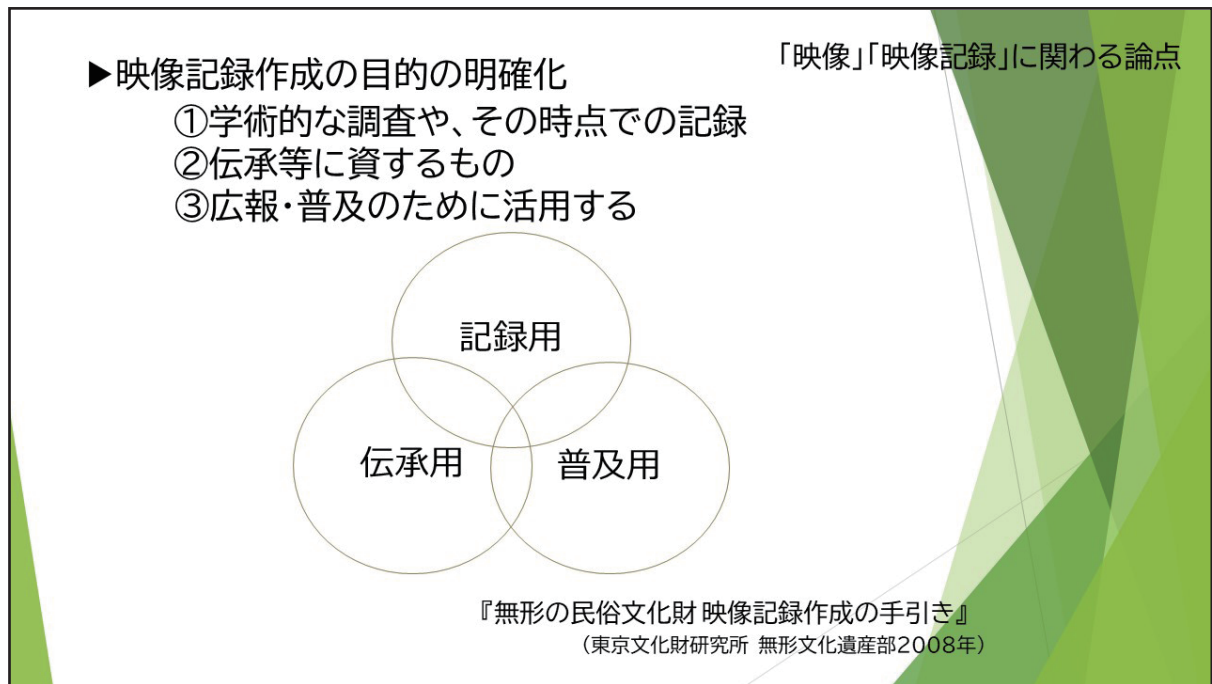 「映像」「映像記録」に関わる論点
▶映像記録作成の目的の明確化
①学術的な調査や、その時点での記録
②伝承等に資するもの
③広報・普及のために活用する
記録用
伝承用
普及用
『無形の民俗文化財 映像記録作成の手引き』
(東京文化財研究所 無形文化遺産部2008年)